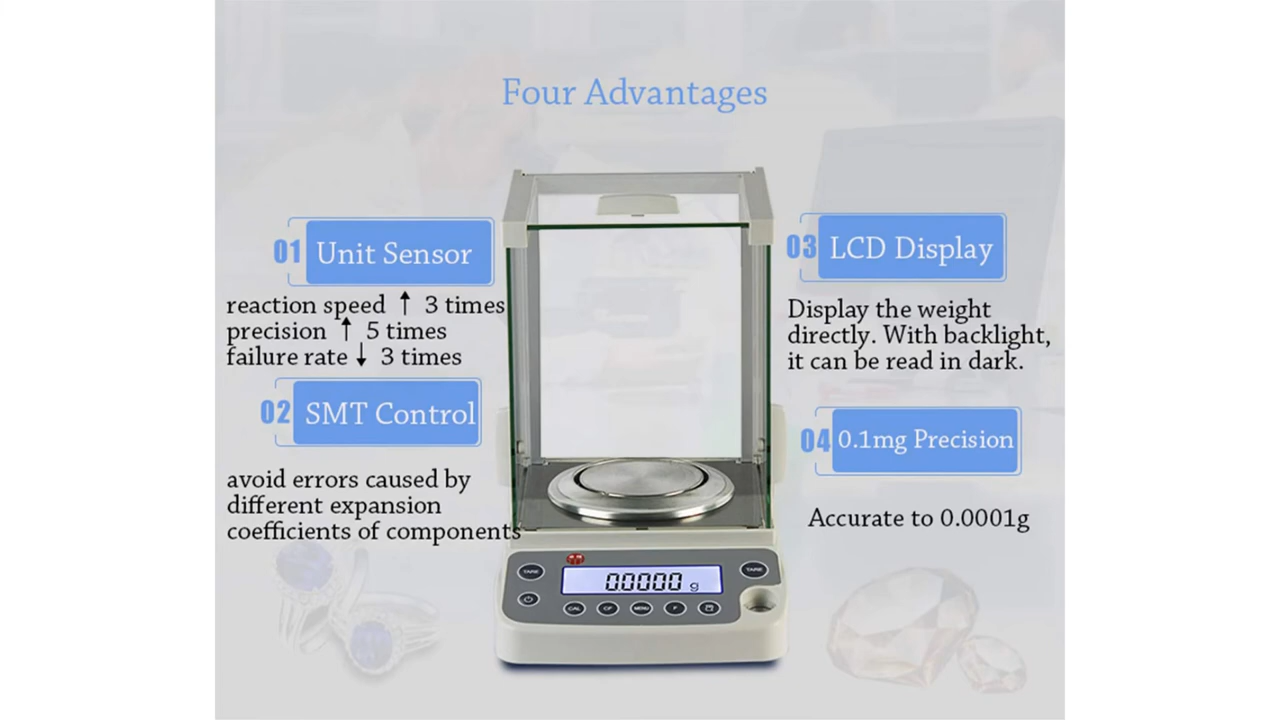 Four Advantages
01 Unit Sensor
reaction speed ↑ 3 times
precision ↑ 5 times
failure rate ↓ 3 times
02 SMT Control
avoid errors caused by
different expansion
coefficients of components
03 LCD Display
Display the weight
directly. With backlight,
it can be read in dark.
04 0.1mg Precision
Accurate to 0.0001g
TARE
00000 g
TARE
CAL
CF
MENU
P